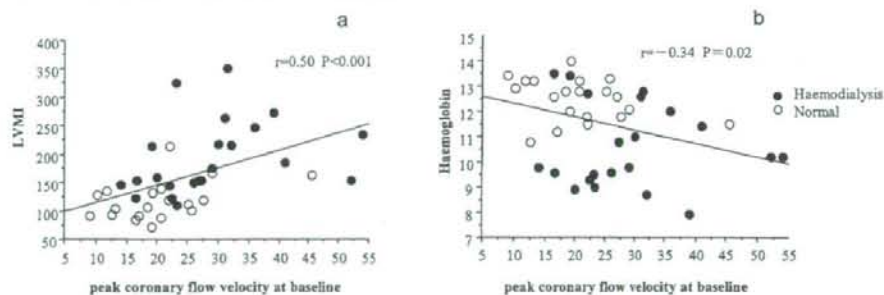 a
r=0.50 P<0.001
LVMI
400
350
300
250
200
150
100
50
5 10 15 20 25 30 35 40 45 50 55
peak coronary flow velocity at baseline
b
r=−0.34 P=0.02
Haemoglobin
15
14
13
12
11
10
9
8
7
5 10 15 20 25 30 35 40 45 50 55
peak coronary flow velocity at baseline
Haemodialysis
Normal